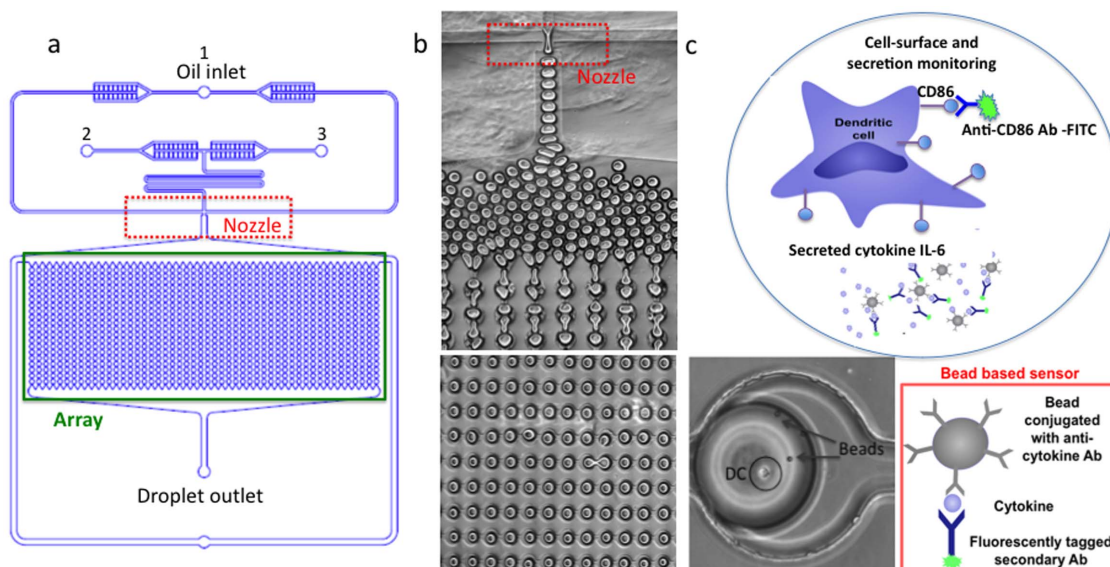 a
1
Oil inlet
2
3
Nozzle
Array
Droplet outlet
b
Nozzle
c
Cell-surface and
secretion monitoring
CD86
Dendritic
cell
Anti-CD86 Ab -FITC
Secreted cytokine IL-6
Beads
DC
Bead based sensor
Bead
conjugated
with anti-
cytokine Ab
Cytokine
Fluorescently tagged
secondary Ab